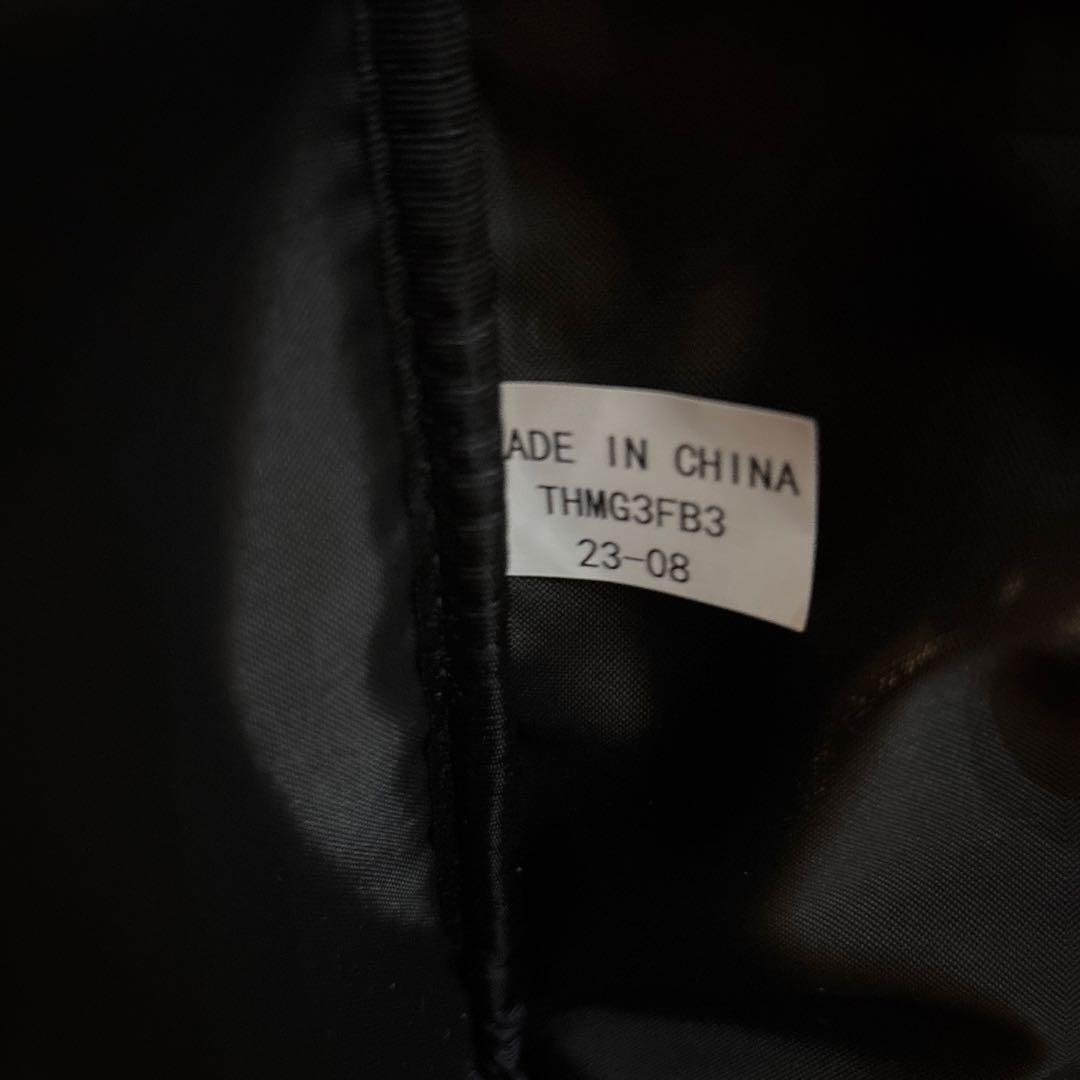 ADE IN CHINA
THMG3FB3
23-08